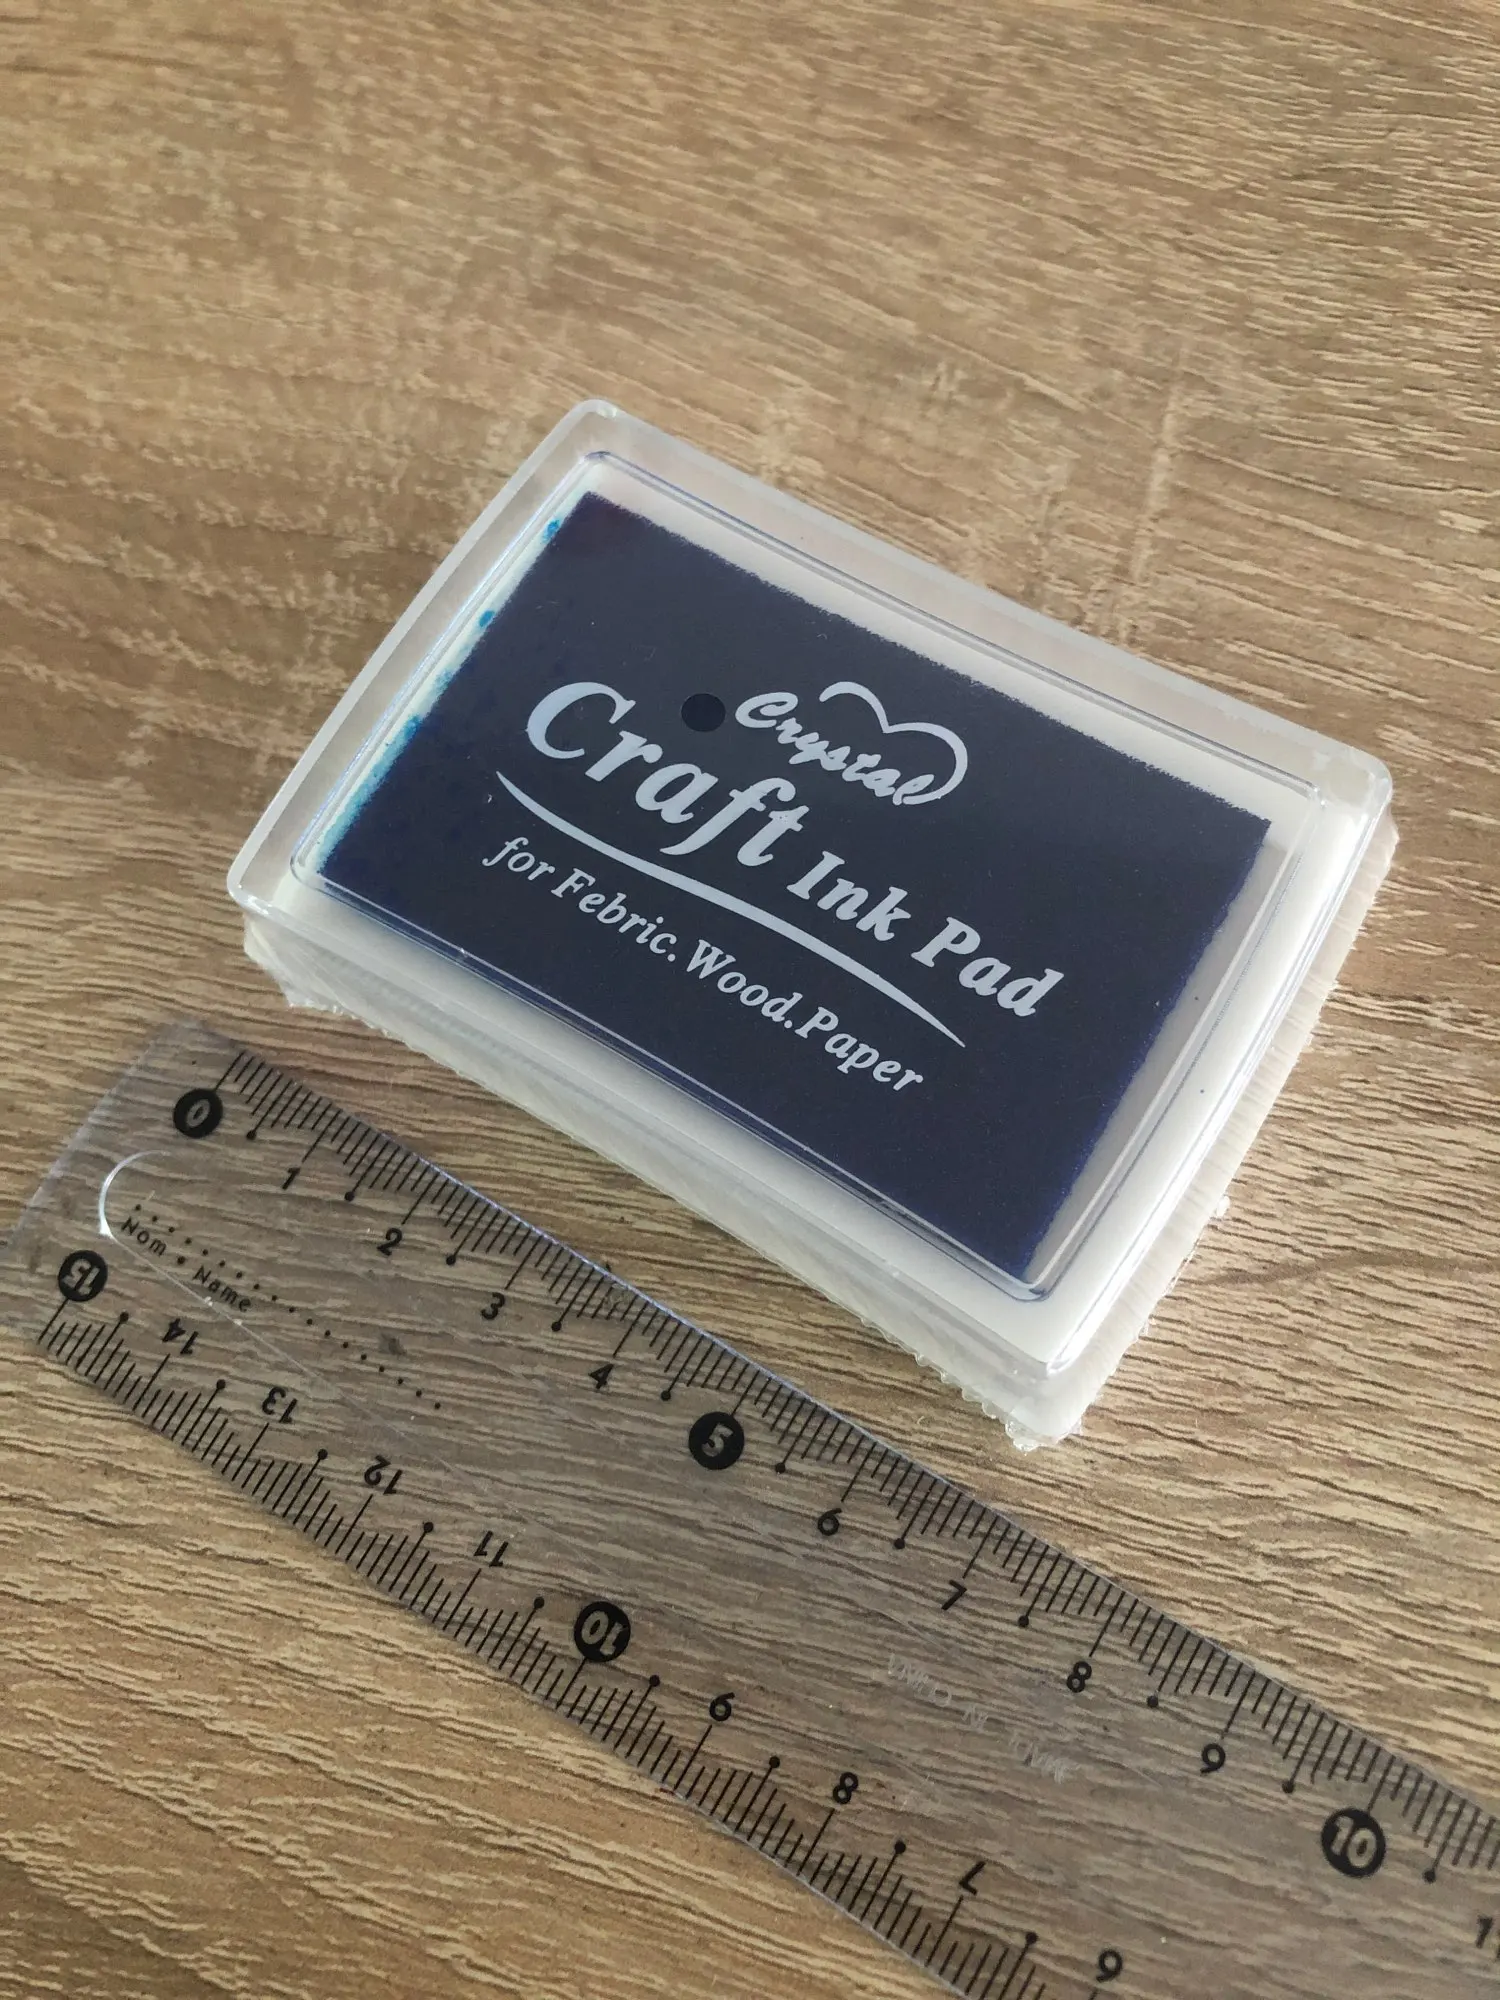 Crystal
Craft Ink Pad
for Febric.Wood.Paper
0 1 2 3 4 5 6 7 8 9 10
Nom • Name
15 14 13 12 11 10 9 8 7 6